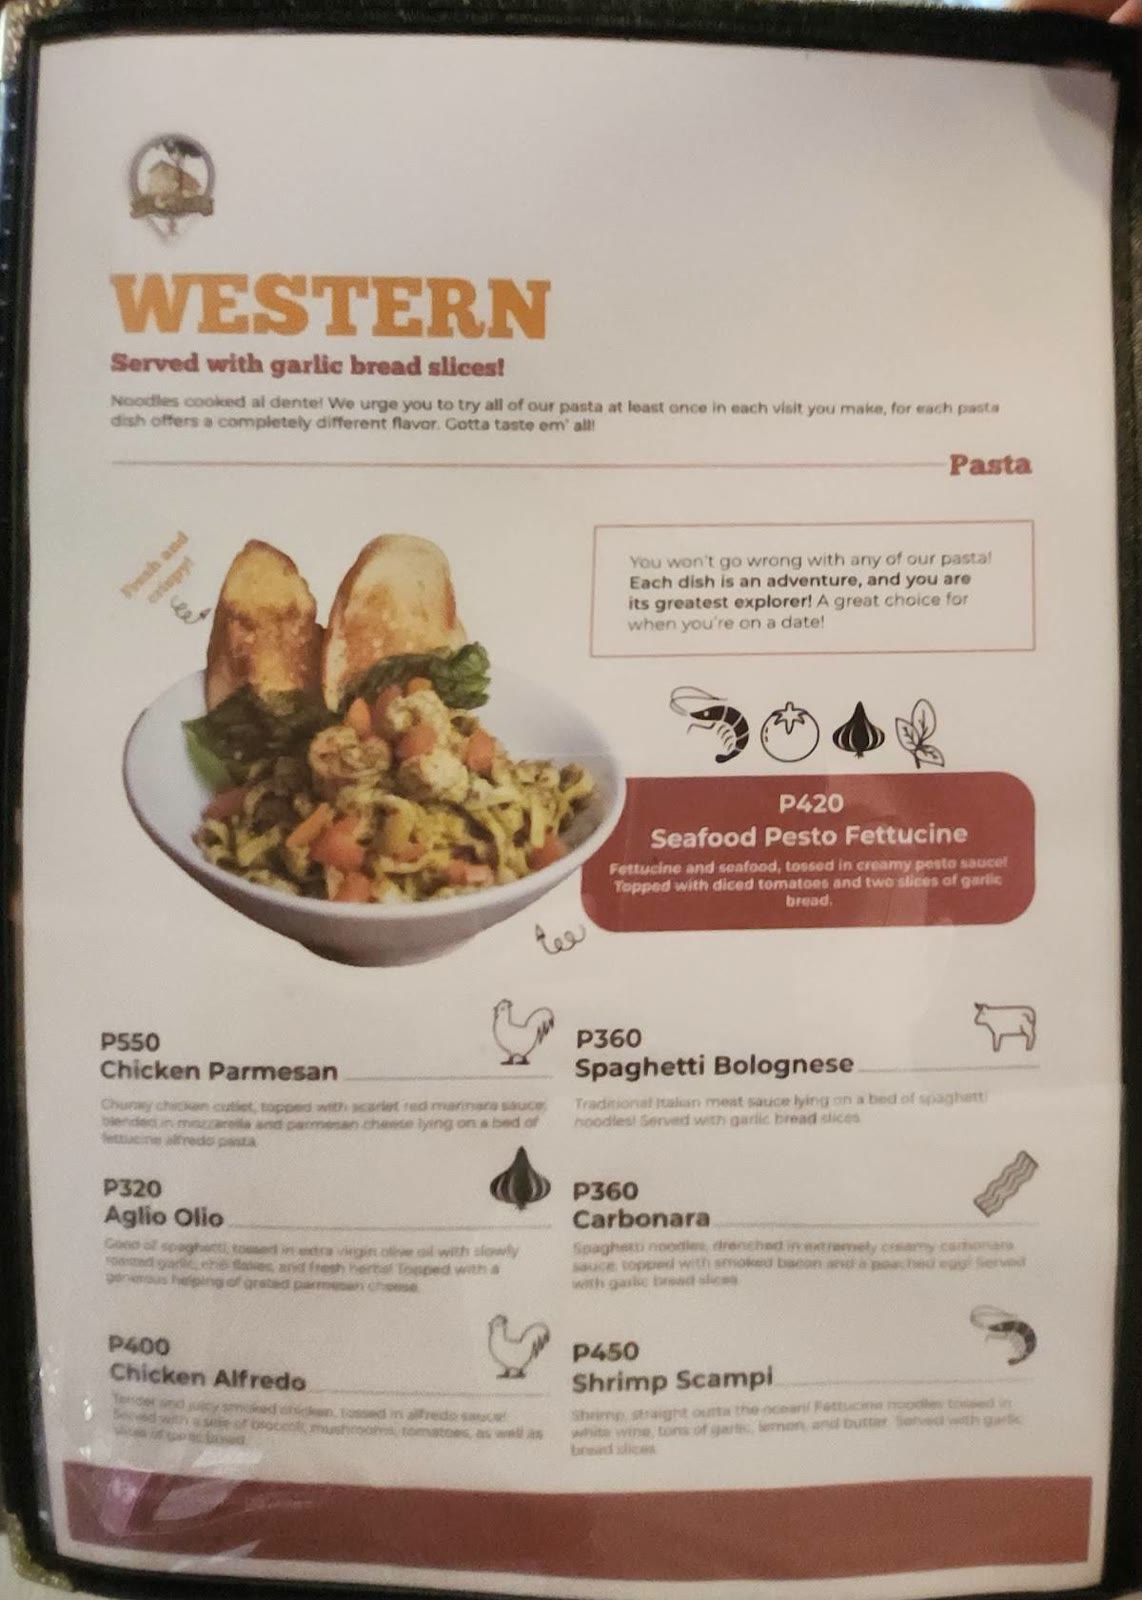 WESTERN
Served with garlic bread slices!
Noodles cooked al dente! We urge you to try all of our pasta at least once in each visit you make, for each pasta
dish offers a completely different flavor. Gotta taste em' all!
Pasta
Fresh and
crispy!
You won't go wrong with any of our pasta!
Each dish is an adventure, and you are
its greatest explorer! A great choice for
when you're on a date!
P420
Seafood Pesto Fettucine
Fettucine and seafood, tossed in creamy pesto sauce!
Topped with diced tomatoes and two slices of garlic
bread.
P550
Chicken Parmesan
Chunky chicken cutlet, topped with scarlet red marinara sauce,
blended in mozzarella and parmesan cheese lying on a bed of
fettucine alfredo pasta.
P360
Spaghetti Bolognese
Traditional Italian meat sauce lying on a bed of spaghetti
noodles! Served with garlic bread slices.
P320
Aglio Olio
Good ol' spaghetti, tossed in extra virgin olive oil with slowly
roasted garlic, chili flakes, and fresh herbs! Topped with a
generous helping of grated parmesan cheese.
P360
Carbonara
Spaghetti noodles, drenched in extremely creamy carbonara
sauce, topped with smoked bacon and a poached egg! Served
with garlic bread slices.
P400
Chicken Alfredo
Tender and juicy smoked chicken, tossed in alfredo sauce!
Served with a side of broccoli, mushrooms, tomatoes, as well as
slices of garlic bread.
P450
Shrimp Scampi
Shrimp, straight outta the ocean! Fettucine noodles tossed in
white wine, tons of garlic, lemon, and butter. Served with garlic
bread slices.